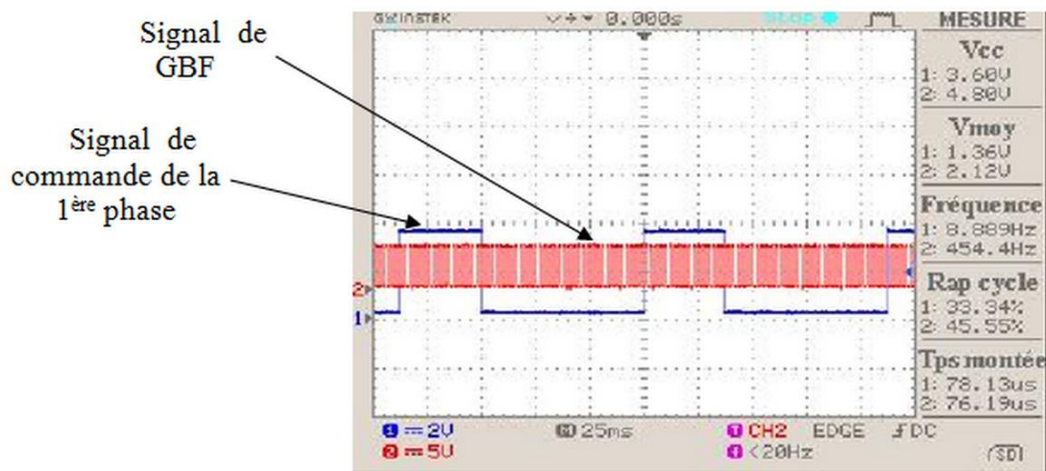 Signal de
GBF
Signal de
commande de la
1ère phase
GWINSTEK 0.000s Stop MESURE
Vcc
1: 3.60V
2: 4.80V
Vmoy
1: 1.36V
2: 2.12V
Fréquence
1: 8.889Hz
2: 454.4Hz
Rap cycle
1: 33.34%
2: 45.55%
Tps montée
1: 78.13us
2: 76.19us
2
1
1 2V M 25ms T CH2 EDGE DC
2 5V <20Hz